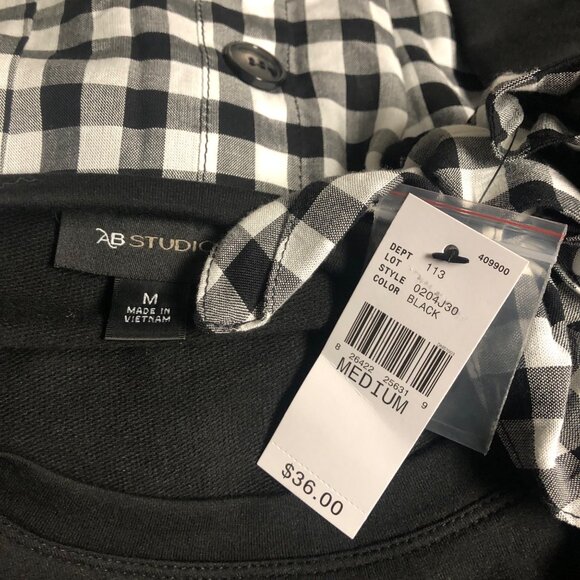 AB STUDIO
M
MADE IN
VIETNAM
409900
DEPT 113
LOT
STYLE 0204J30
COLOR BLACK
8 26422 25631 9
MEDIUM
$36.00